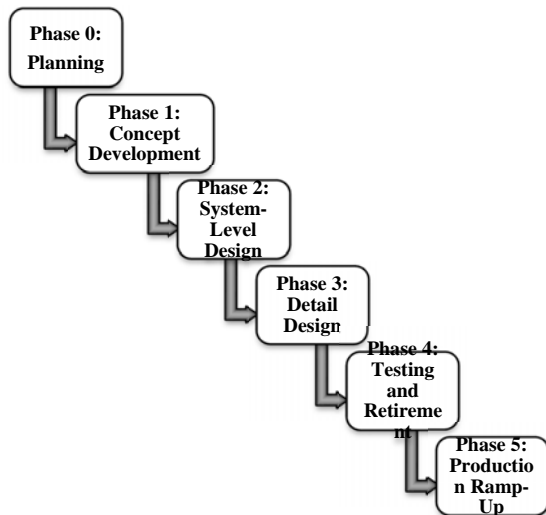 Phase 0:
Planning
Phase 1:
Concept
Development
Phase 2:
System-
Level
Design
Phase 3:
Detail
Design
Phase 4:
Testing
and
Retireme
nt
Phase 5:
Productio
n Ramp-
Up